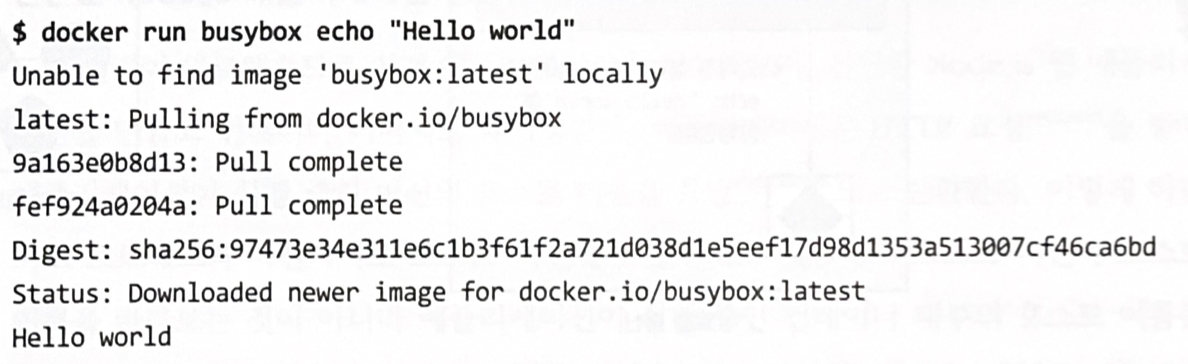 $ docker run busybox echo "Hello world"
Unable to find image 'busybox:latest' locally
latest: Pulling from docker.io/busybox
9a163e0b8d13: Pull complete
fef924a0204a: Pull complete
Digest: sha256:97473e34e311e6c1b3f61f2a721d038d1e5eef17d98d1353a513007cf46ca6bd
Status: Downloaded newer image for docker.io/busybox:latest
Hello world